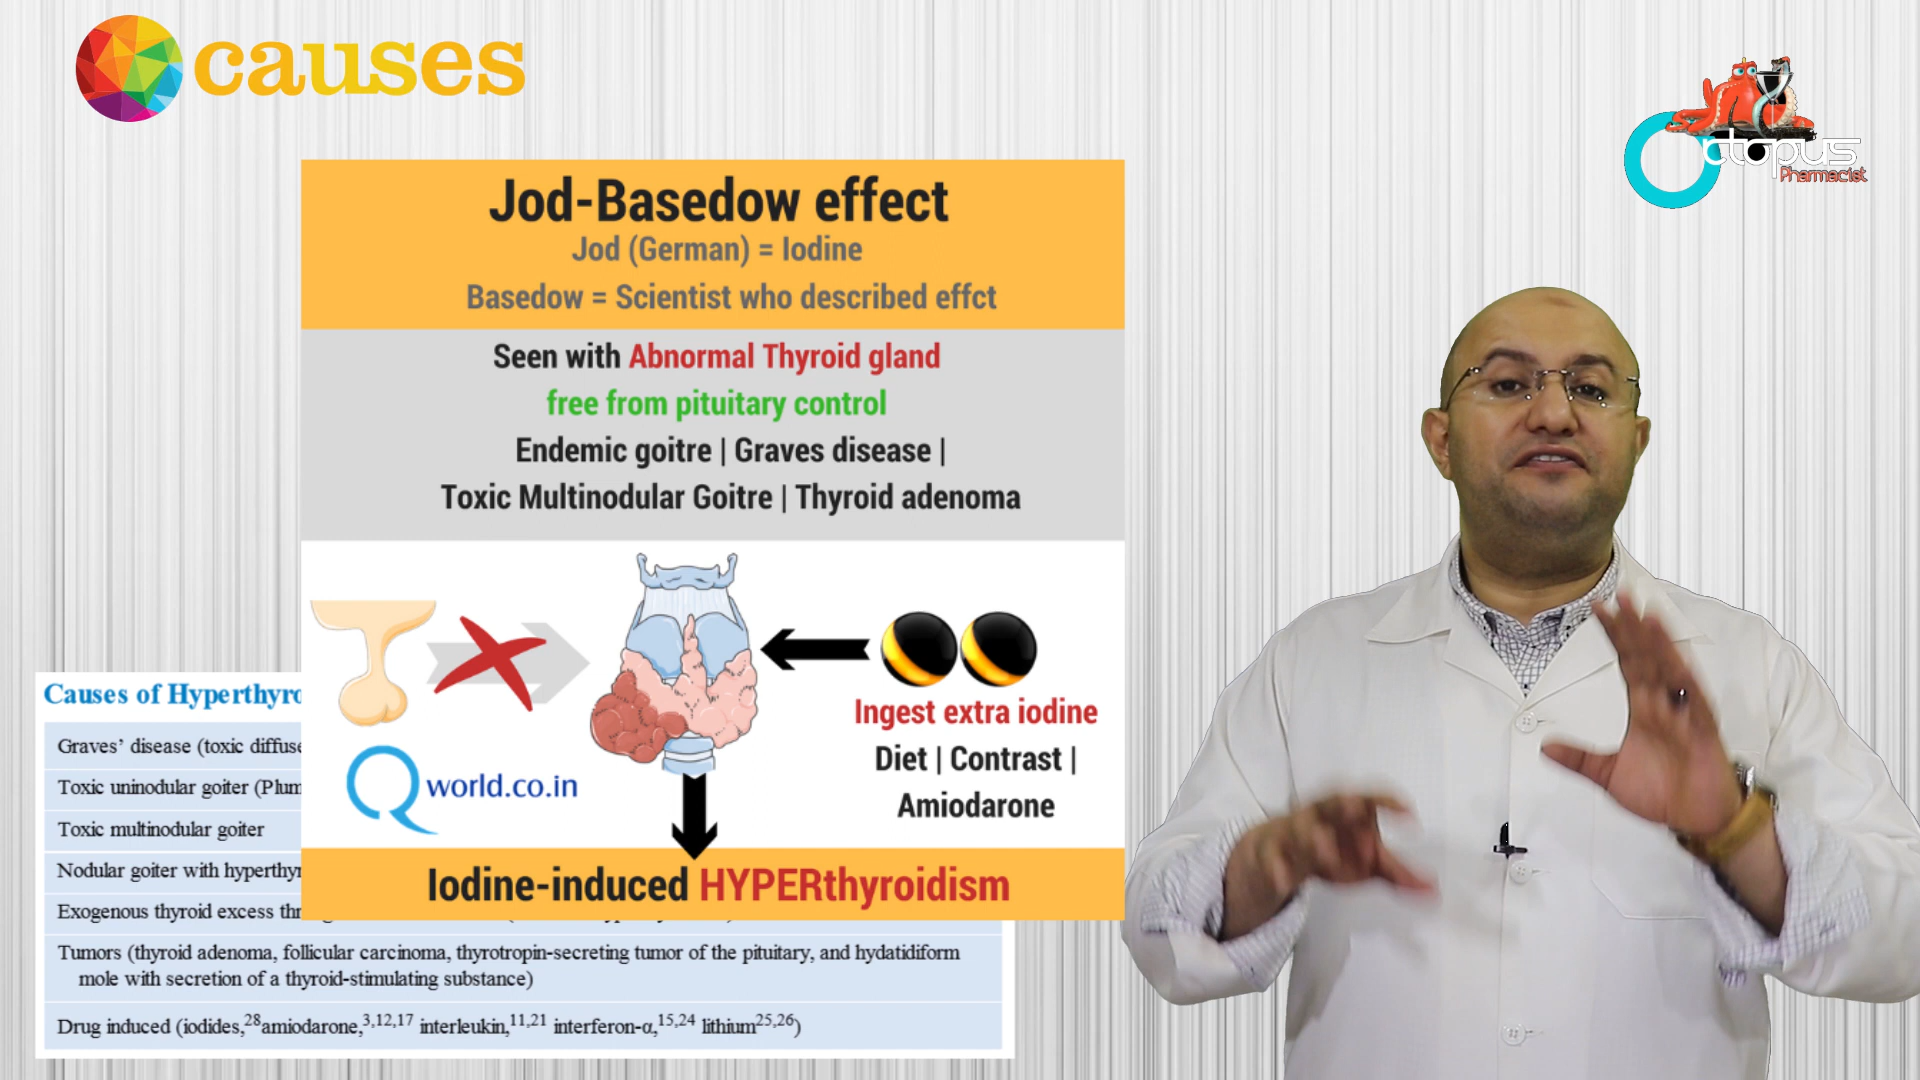 causes
Octopus
Pharmacist
Jod-Basedow effect
Jod (German) = Iodine
Basedow = Scientist who described effct
Seen with Abnormal Thyroid gland
free from pituitary control
Endemic goitre | Graves disease |
Toxic Multinodular Goitre | Thyroid adenoma
Ingest extra iodine
Diet | Contrast |
Amiodarone
Qworld.co.in
Iodine-induced HYPERthyroidism
Causes of Hyperthyro
Graves’ disease (toxic diffuse
Toxic uninodular goiter (Plum
Toxic multinodular goiter
Nodular goiter with hyperthyr
Exogenous thyroid excess thr
Tumors (thyroid adenoma, follicular carcinoma, thyrotropin-secreting tumor of the pituitary, and hydatidiform
mole with secretion of a thyroid-stimulating substance)
Drug induced (iodides,28 amiodarone,3,12,17 interleukin,11,21 interferon-α,15,24 lithium25,26)